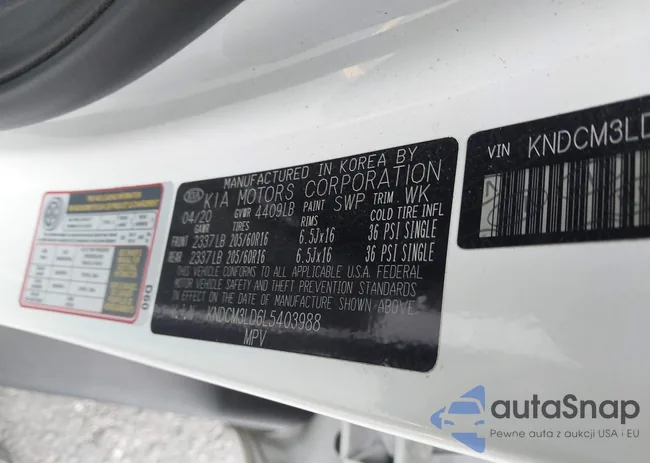 MANUFACTURED IN KOREA BY
KIA KIA MOTORS CORPORATION
04/20 GVWR 4409LB PAINT SWP TRIM WK
GAWR TIRES RIMS COLD TIRE INFL
FRONT 2337LB 205/60R16 6.5Jx16 36 PSI SINGLE
REAR 2337LB 205/60R16 6.5Jx16 36 PSI SINGLE
THIS VEHICLE CONFORMS TO ALL APPLICABLE U.S.A. FEDERAL
MOTOR VEHICLE SAFETY AND THEFT PREVENTION STANDARDS
IN EFFECT ON THE DATE OF MANUFACTURE SHOWN ABOVE.
V.I.N: KNDCM3LD6L5403988
MPV
D60
VIN KNDCM3LD
autaSnap
Pewne auta z aukcji USA i EU